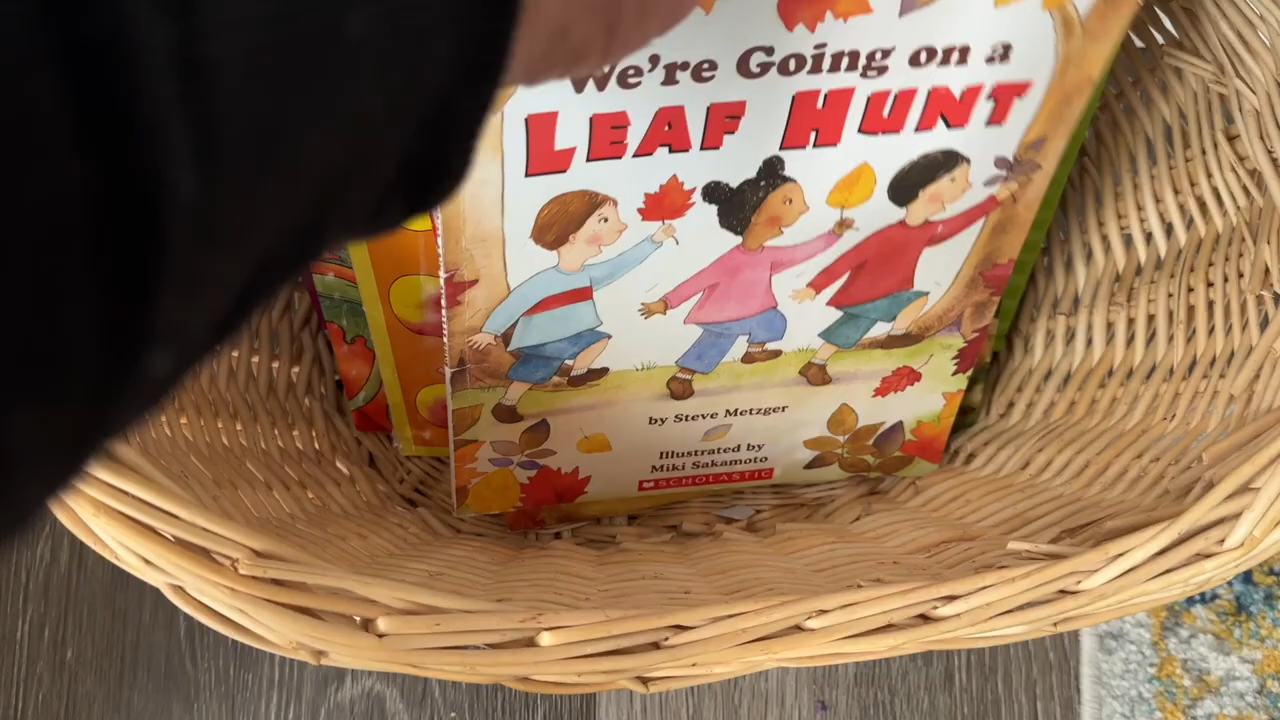 We're Going on a
LEAF HUNT
by Steve Metzger
Illustrated by
Miki Sakamoto
SCHOLASTIC